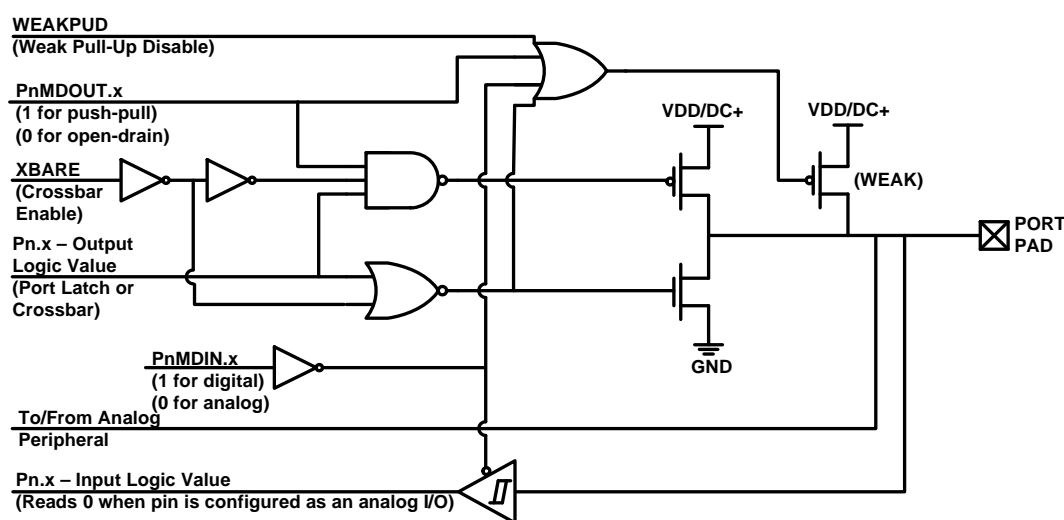 WEAKPUD
(Weak Pull-Up Disable)
PnMDOUT.x
(1 for push-pull)
(0 for open-drain)
XBARE
(Crossbar
Enable)
Pn.x – Output
Logic Value
(Port Latch or
Crossbar)
PnMDIN.x
(1 for digital)
(0 for analog)
To/From Analog
Peripheral
Pn.x – Input Logic Value
(Reads 0 when pin is configured as an analog I/O)
VDD/DC+
VDD/DC+
(WEAK)
PORT
PAD
GND